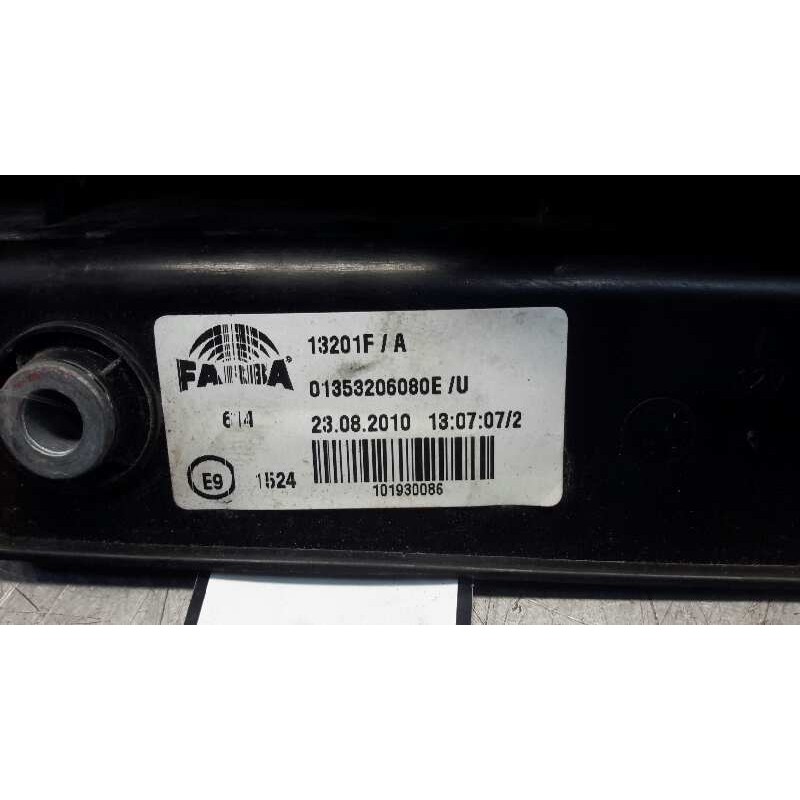 13201F / A
FARBA®
01353206080E /U
614
23.08.2010 13:07:07/2
E9
1524
101930086